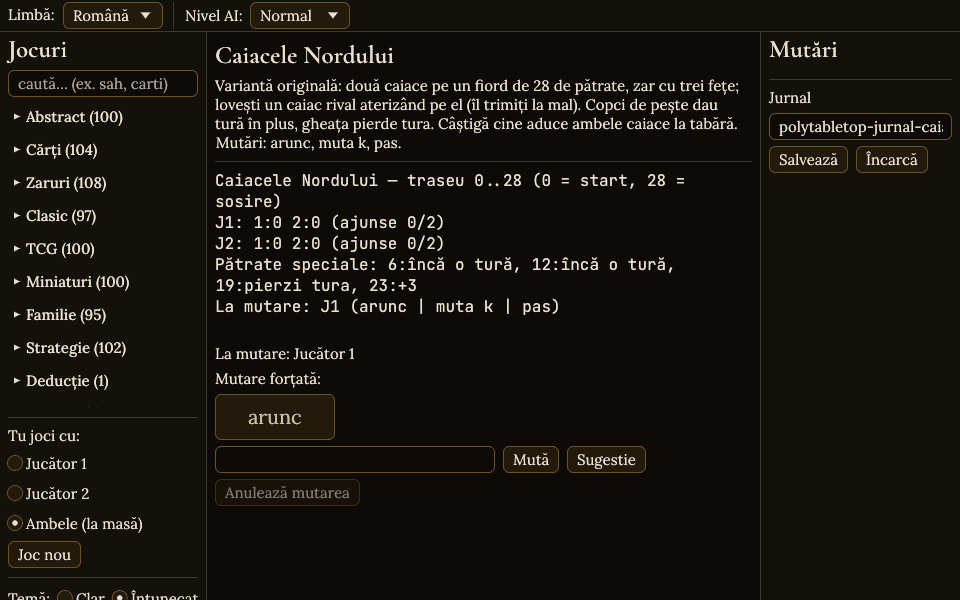 Limbă: Română Nivel AI: Normal
Jocuri
caută... (ex. sah, carti)
Abstract (100)
Cărți (104)
Zaruri (108)
Clasic (97)
TCG (100)
Miniaturi (100)
Familie (95)
Strategie (102)
Deducție (1)
Tu joci cu:
Jucător 1
Jucător 2
Ambele (la masă)
Joc nou
Temă: Clar Întunecat
Caiacele Nordului
Variantă originală: două caiace pe un fiord de 28 de pătrate, zar cu trei fețe;
lovești un caiac rival aterizând pe el (îl trimiți la mal). Copci de pește dau
tură în plus, gheața pierde tura. Câștigă cine aduce ambele caiace la tabără.
Mutări: arunc, muta k, pas.
Caiacele Nordului — traseu 0..28 (0 = start, 28 =
sosire)
J1: 1:0 2:0 (ajunse 0/2)
J2: 1:0 2:0 (ajunse 0/2)
Pătrate speciale: 6:încă o tură, 12:încă o tură,
19:pierzi tura, 23:+3
La mutare: J1 (arunc | muta k | pas)
La mutare: Jucător 1
Mutare forțată:
arunc
Mută Sugestie
Anulează mutarea
Mutări
Jurnal
polytabletop-jurnal-cai
Salvează Încarcă